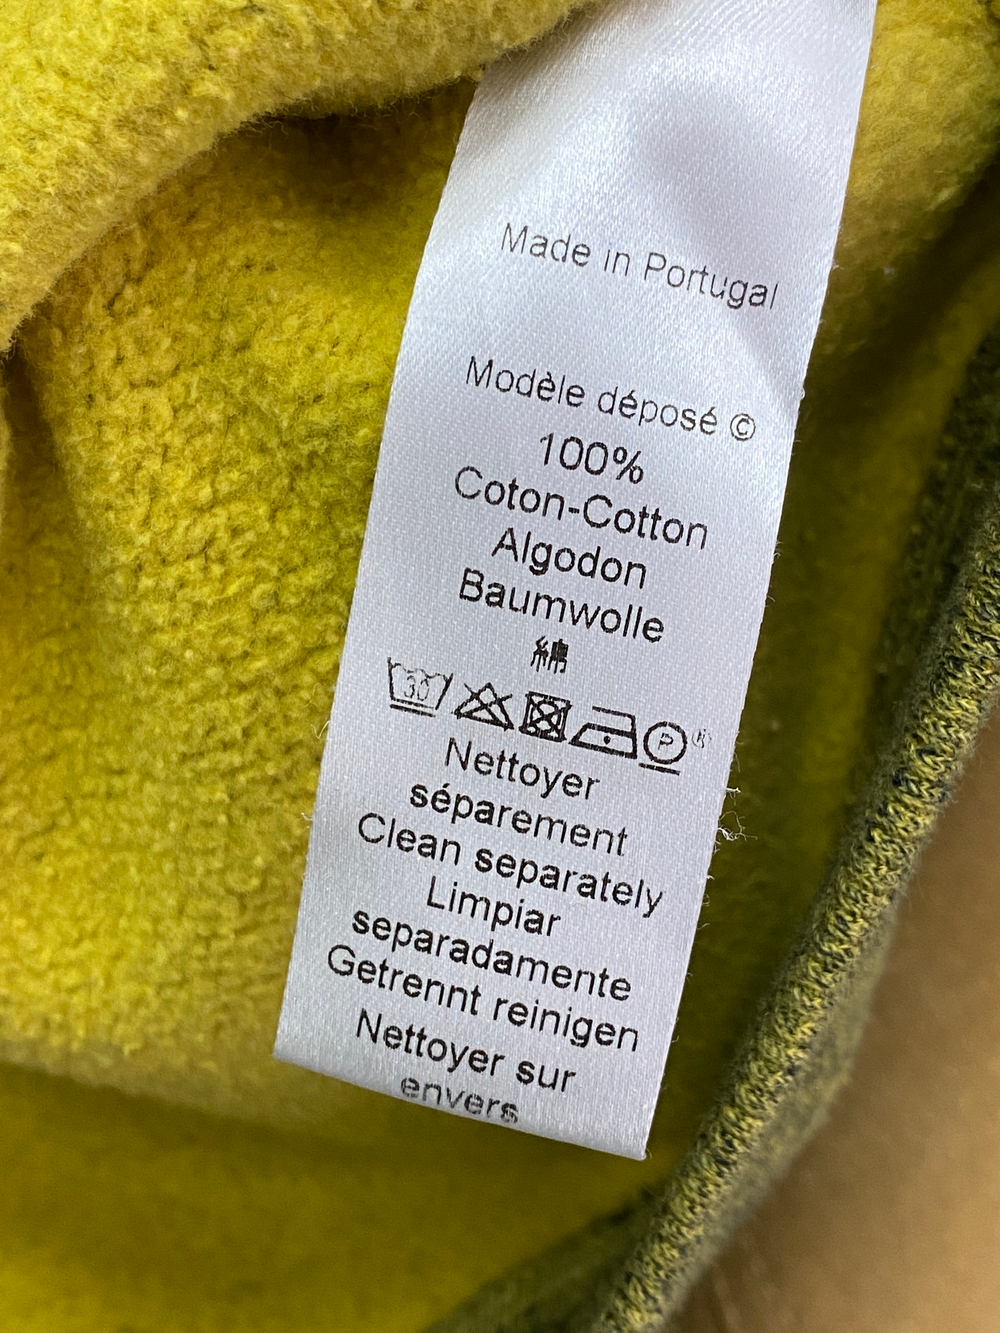 Made in Portugal
Modèle déposé ©
100%
Coton-Cotton
Algodon
Baumwolle
綿
30 P ®
Nettoyer
séparement
Clean separately
Limpiar
separadamente
Getrennt reinigen
Nettoyer sur
envers